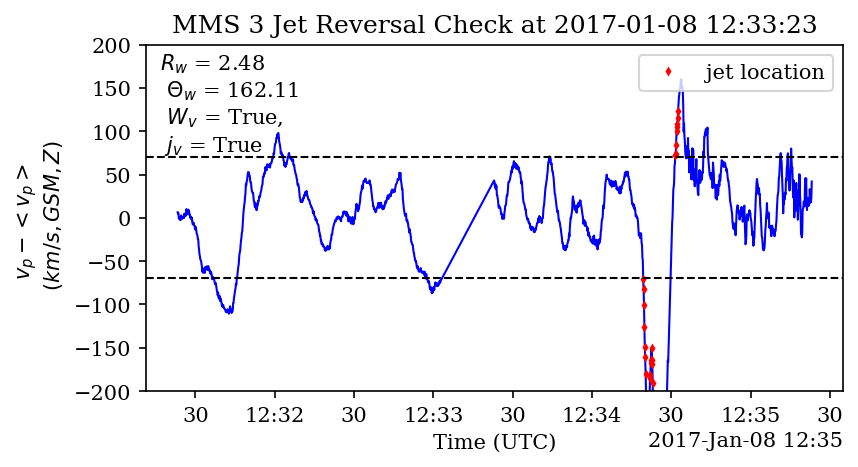 MMS 3 Jet Reversal Check at 2017-01-08 12:33:23
R_w = 2.48
Θ_w = 162.11
W_v = True,
j_v = True
jet location
200
150
100
50
0
−50
−100
−150
−200
v_p − <v_p>
(km/s, GSM, Z)
30 12:32 30 12:33 30 12:34 30 12:35 30
Time (UTC)
2017-Jan-08 12:35